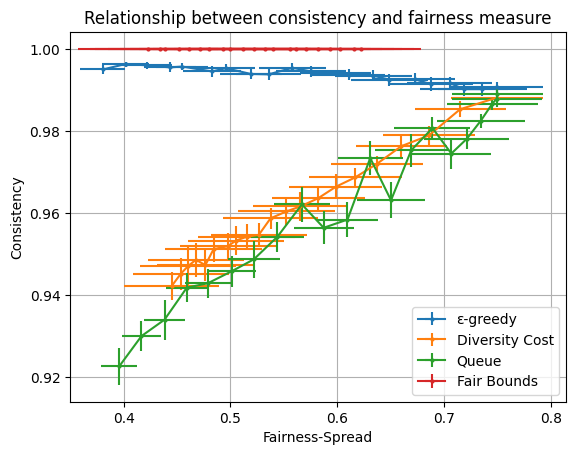 Relationship between consistency and fairness measure
Consistency
1.00
0.98
0.96
0.94
0.92
0.4 0.5 0.6 0.7 0.8
Fairness-Spread
ε-greedy
Diversity Cost
Queue
Fair Bounds